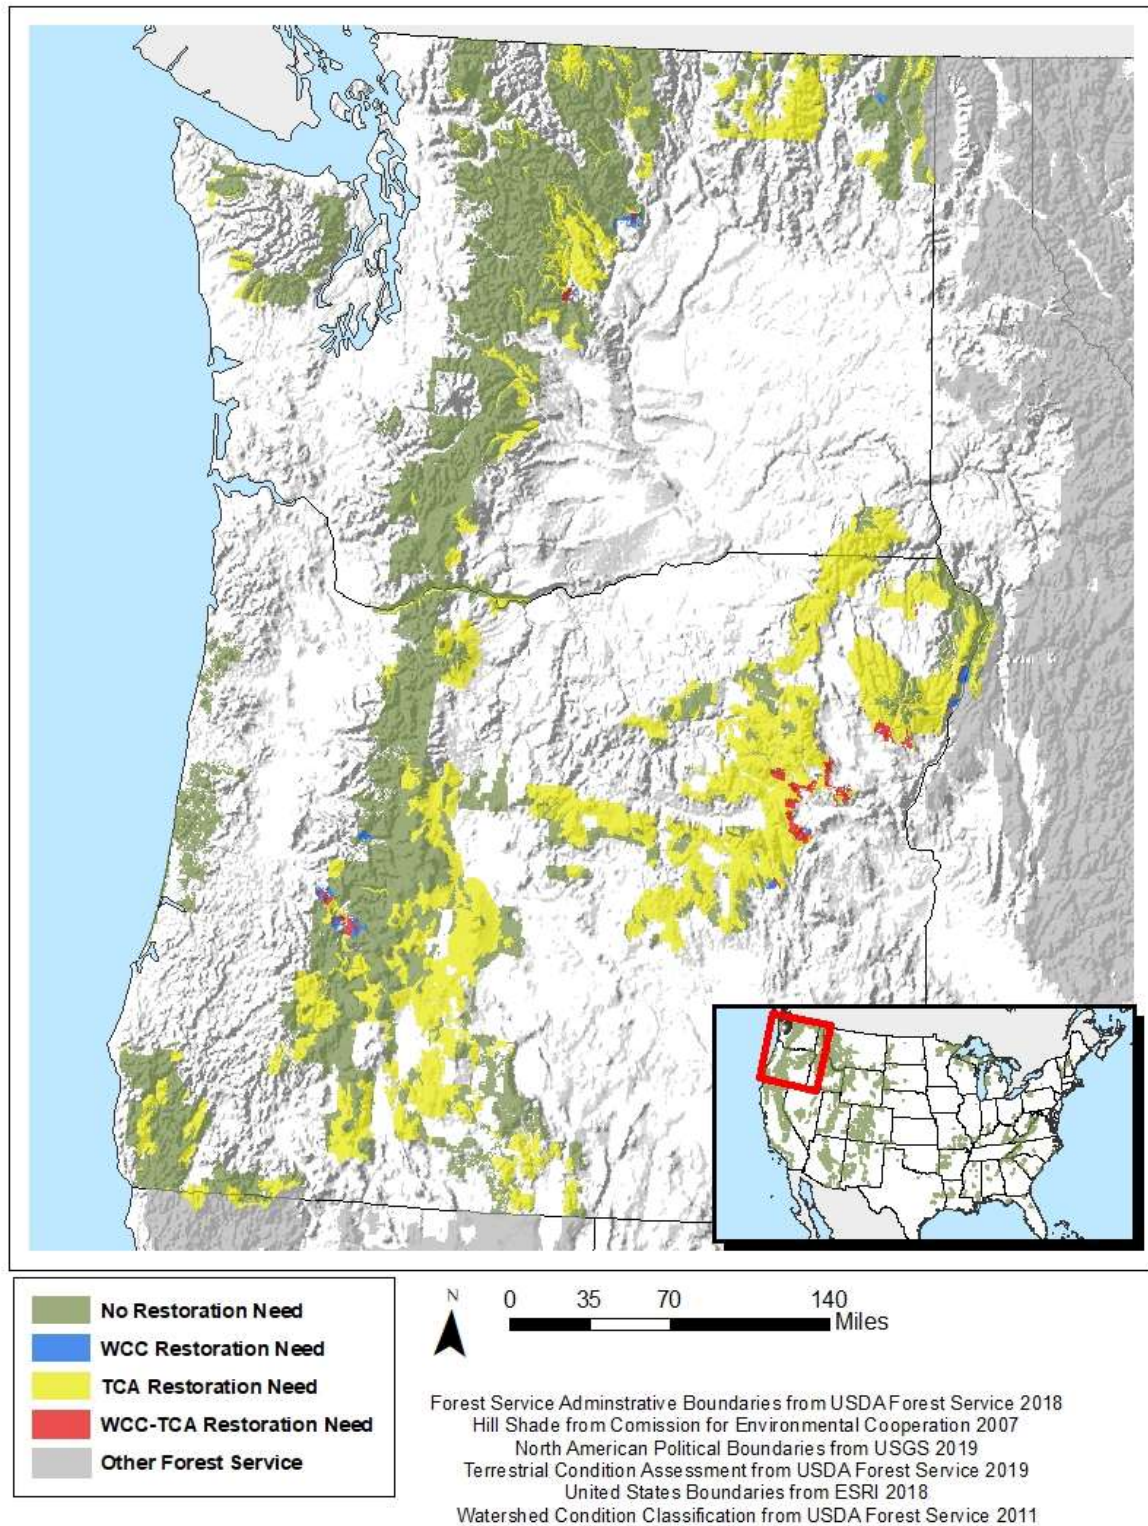 No Restoration Need
WCC Restoration Need
TCA Restoration Need
WCC-TCA Restoration Need
Other Forest Service
N
0 35 70 140
Miles
Forest Service Adminstrative Boundaries from USDA Forest Service 2018
Hill Shade from Comission for Environmental Cooperation 2007
North American Political Boundaries from USGS 2019
Terrestrial Condition Assessment from USDA Forest Service 2019
United States Boundaries from ESRI 2018
Watershed Condition Classification from USDA Forest Service 2011